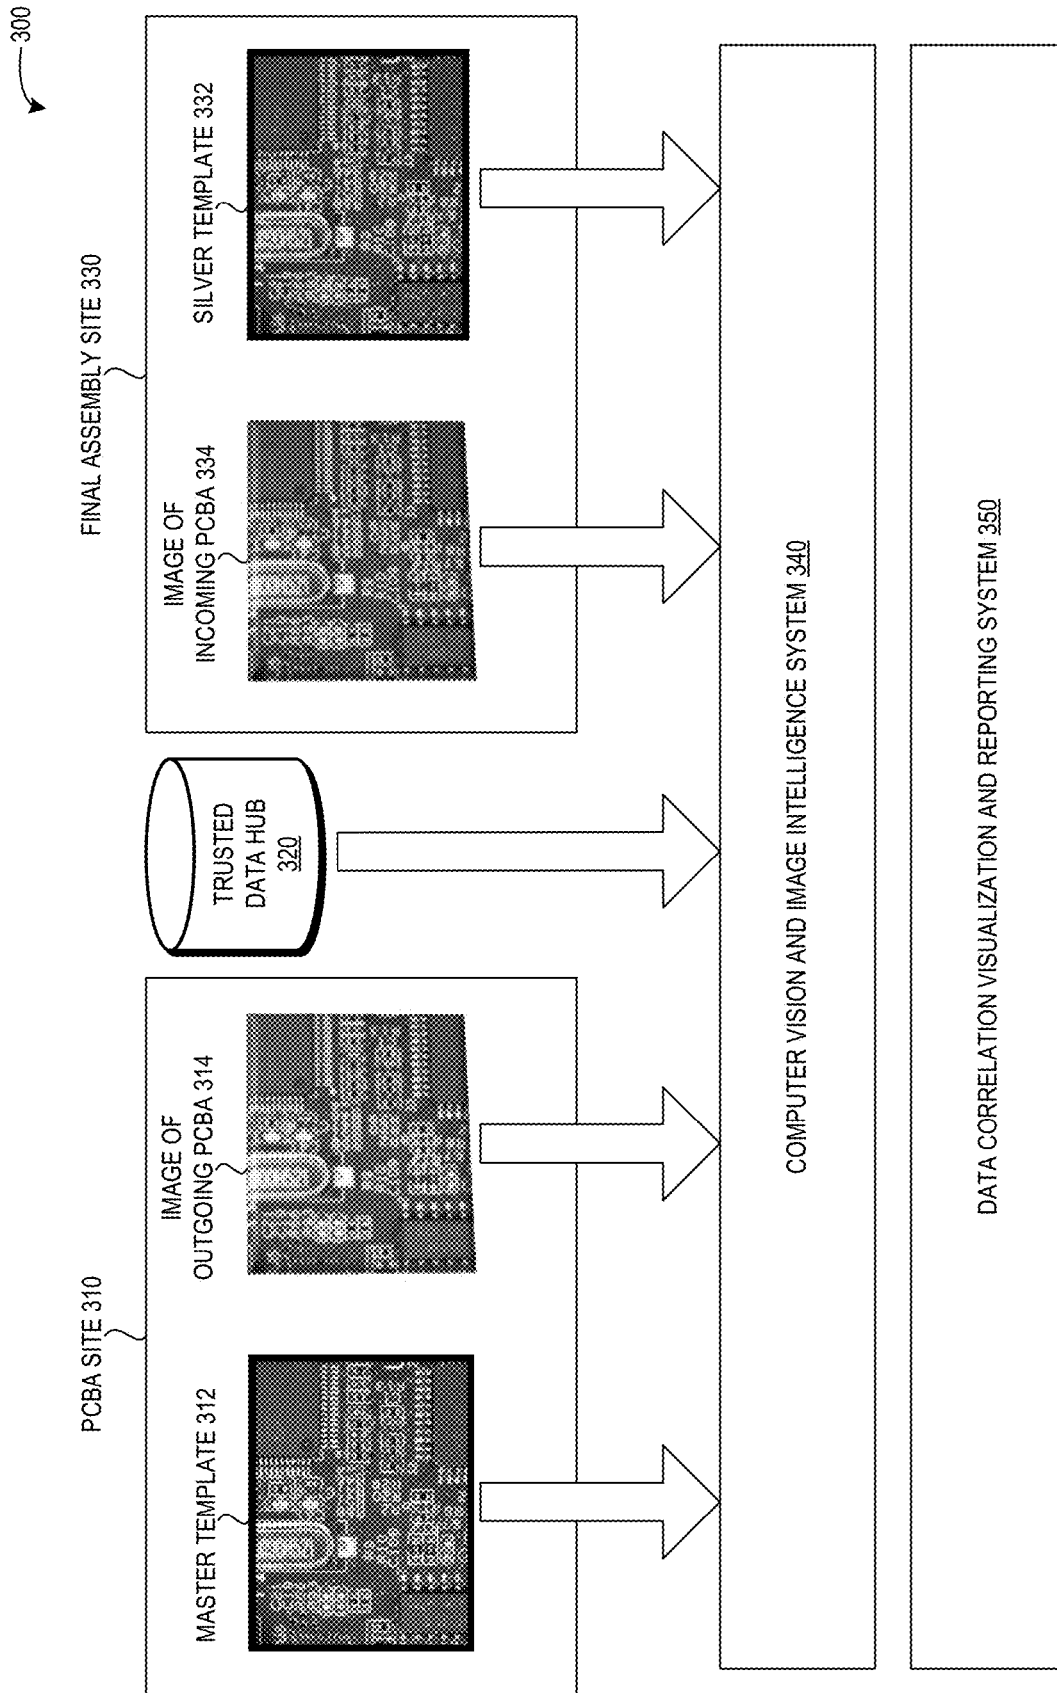 300
PCBA SITE 310
MASTER TEMPLATE 312
IMAGE OF
OUTGOING PCBA 314
TRUSTED
DATA HUB
320
FINAL ASSEMBLY SITE 330
IMAGE OF
INCOMING PCBA 334
SILVER TEMPLATE 332
COMPUTER VISION AND IMAGE INTELLIGENCE SYSTEM 340
DATA CORRELATION VISUALIZATION AND REPORTING SYSTEM 350